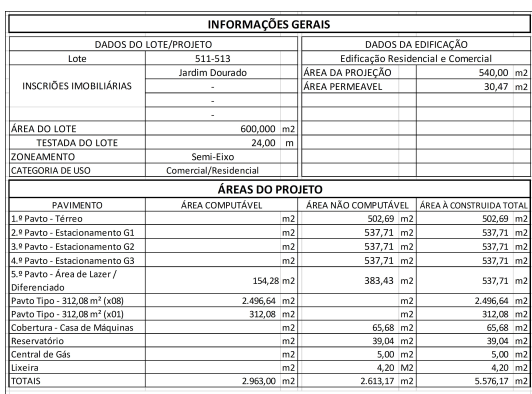 INFORMAÇÕES GERAIS
DADOS DO LOTE/PROJETO DADOS DA EDIFICAÇÃO
Lote 511-513 Edificação Residencial e Comercial
INSCRIÕES IMOBILIÁRIAS Jardim Dourado ÁREA DA PROJEÇÃO 540,00 m2
- ÁREA PERMEAVEL 30,47 m2
-
-
ÁREA DO LOTE 600,000 m2
TESTADA DO LOTE 24,00 m
ZONEAMENTO Semi-Eixo
CATEGORIA DE USO Comercial/Residencial
ÁREAS DO PROJETO
PAVIMENTO ÁREA COMPUTÁVEL ÁREA NÃO COMPUTÁVEL ÁREA À CONSTRUIDA TOTAL
1.º Pavto - Térreo m2 502,69 m2 502,69 m2
2.º Pavto - Estacionamento G1 m2 537,71 m2 537,71 m2
3.º Pavto - Estacionamento G2 m2 537,71 m2 537,71 m2
4.º Pavto - Estacionamento G3 m2 537,71 m2 537,71 m2
5.º Pavto - Área de Lazer /
Diferenciado 154,28 m2 383,43 m2 537,71 m2
Pavto Tipo - 312,08 m² (x08) 2.496,64 m2 m2 2.496,64 m2
Pavto Tipo - 312,08 m² (x01) 312,08 m2 m2 312,08 m2
Cobertura - Casa de Máquinas m2 65,68 m2 65,68 m2
Reservatório m2 39,04 m2 39,04 m2
Central de Gás m2 5,00 m2 5,00 m2
Lixeira m2 4,20 M2 4,20 m2
TOTAIS 2.963,00 m2 2.613,17 m2 5.576,17 m2